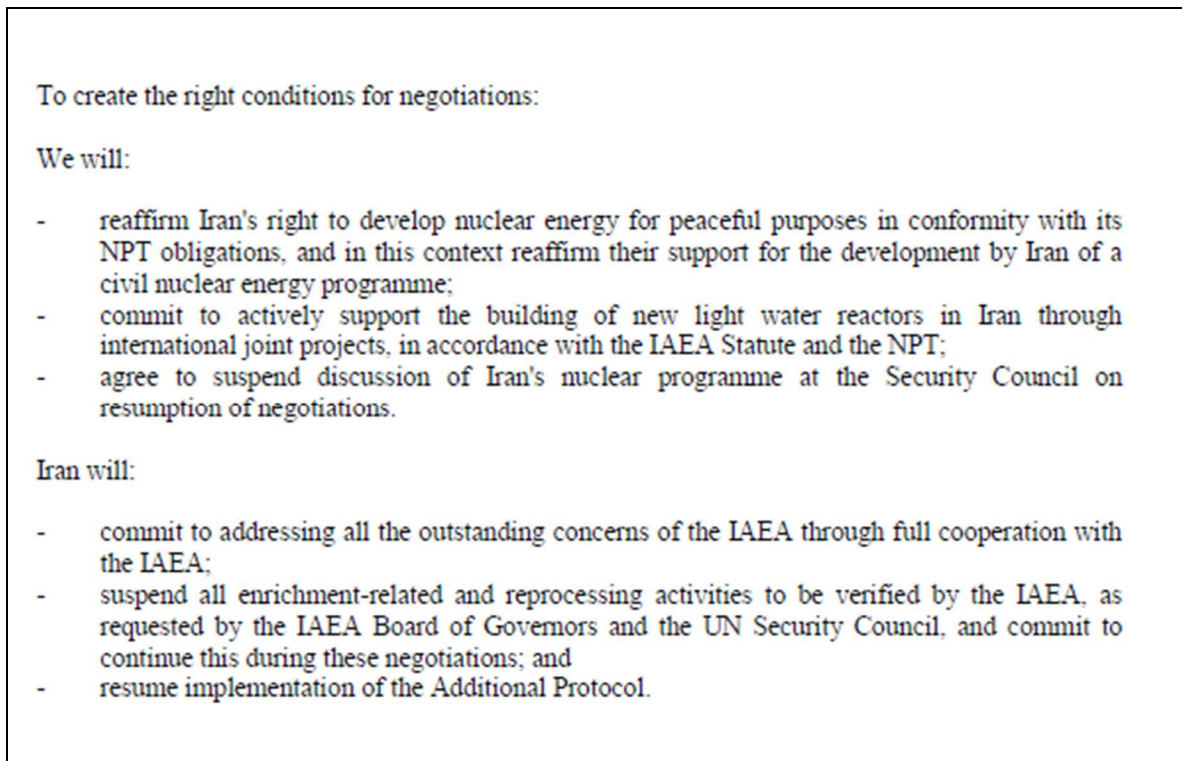 To create the right conditions for negotiations:
We will:
- reaffirm Iran's right to develop nuclear energy for peaceful purposes in conformity with its
NPT obligations, and in this context reaffirm their support for the development by Iran of a
civil nuclear energy programme;
- commit to actively support the building of new light water reactors in Iran through
international joint projects, in accordance with the IAEA Statute and the NPT;
- agree to suspend discussion of Iran's nuclear programme at the Security Council on
resumption of negotiations.
Iran will:
- commit to addressing all the outstanding concerns of the IAEA through full cooperation with
the IAEA;
- suspend all enrichment-related and reprocessing activities to be verified by the IAEA, as
requested by the IAEA Board of Governors and the UN Security Council, and commit to
continue this during these negotiations; and
- resume implementation of the Additional Protocol.